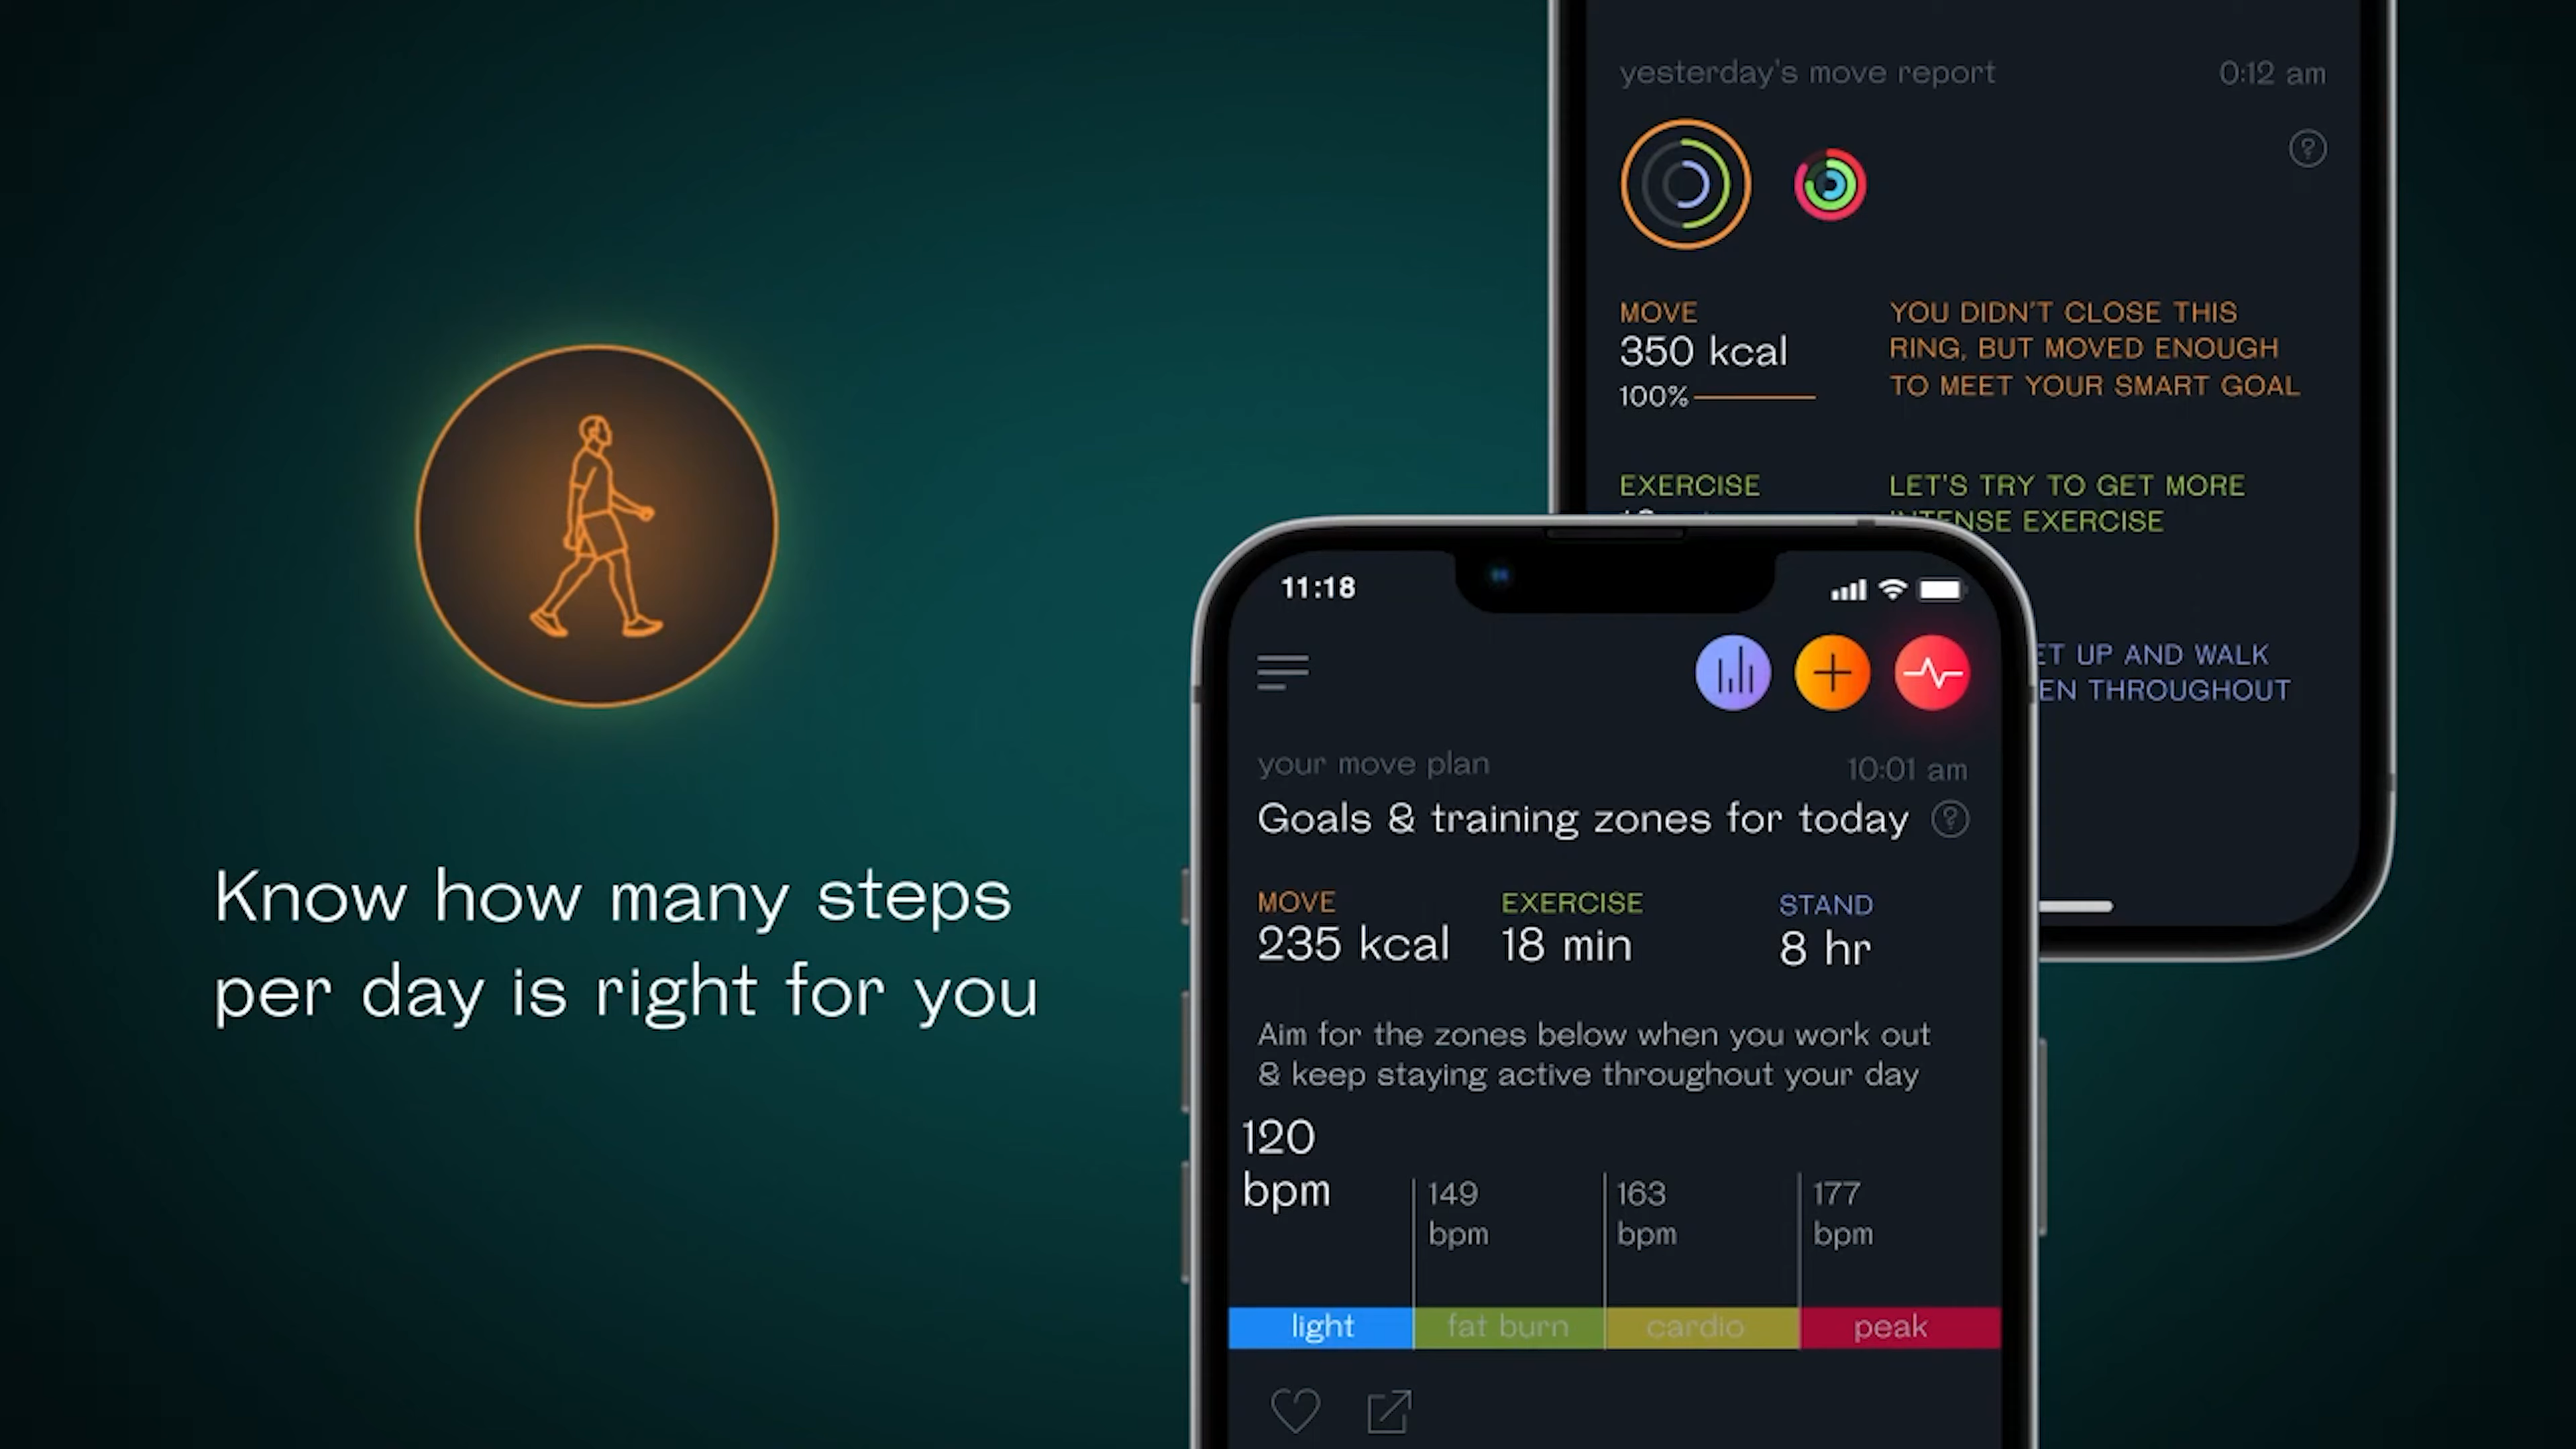 Know how many steps
per day is right for you
yesterday's move report 0:12 am
MOVE
350 kcal
100%
YOU DIDN'T CLOSE THIS
RING, BUT MOVED ENOUGH
TO MEET YOUR SMART GOAL
EXERCISE
LET'S TRY TO GET MORE
INTENSE EXERCISE
UP AND WALK
THROUGHOUT
11:18
your move plan 10:01 am
Goals & training zones for today
MOVE EXERCISE STAND
235 kcal 18 min 8 hr
Aim for the zones below when you work out
& keep staying active throughout your day
120
bpm
149
bpm
163
bpm
177
bpm
light fat burn cardio peak